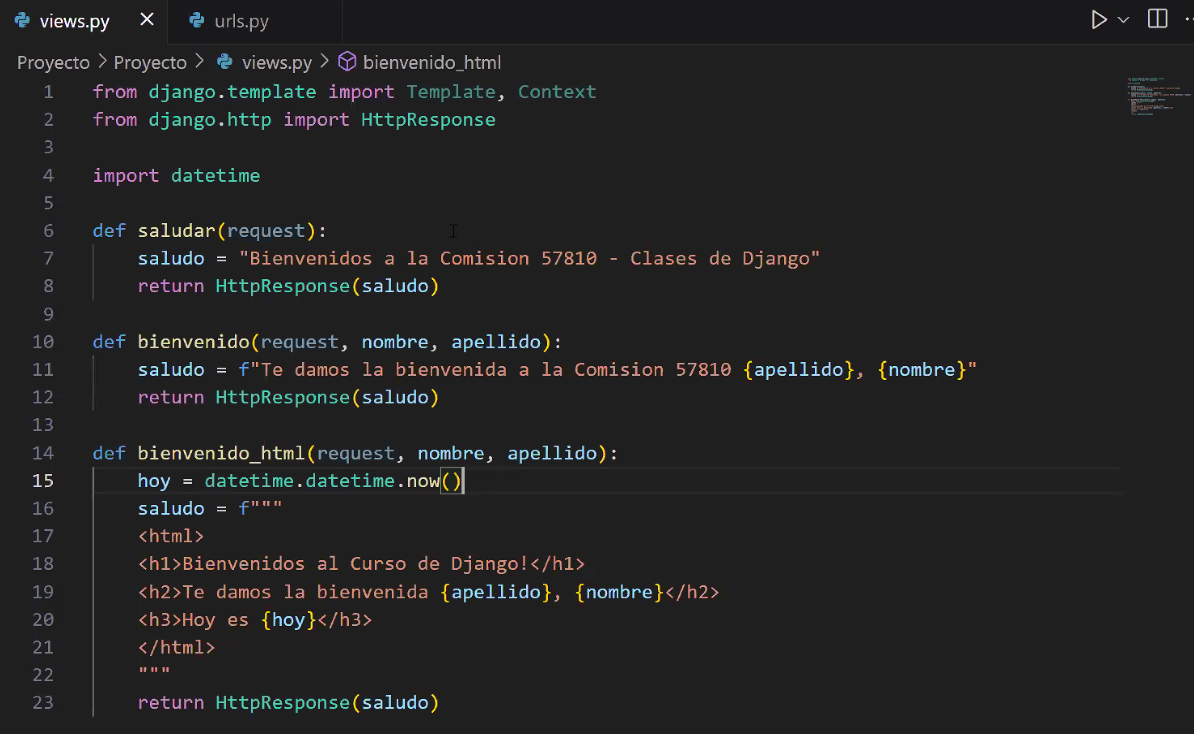 views.py
urls.py
Proyecto > Proyecto > views.py > bienvenido_html
1 from django.template import Template, Context
2 from django.http import HttpResponse
3
4 import datetime
5
6 def saludar(request):
7     saludo = "Bienvenidos a la Comision 57810 - Clases de Django"
8     return HttpResponse(saludo)
9
10 def bienvenido(request, nombre, apellido):
11     saludo = f"Te damos la bienvenida a la Comision 57810 {apellido}, {nombre}"
12     return HttpResponse(saludo)
13
14 def bienvenido_html(request, nombre, apellido):
15     hoy = datetime.datetime.now()
16     saludo = f"""
17     <html>
18     <h1>Bienvenidos al Curso de Django!</h1>
19     <h2>Te damos la bienvenida {apellido}, {nombre}</h2>
20     <h3>Hoy es {hoy}</h3>
21     </html>
22     """
23     return HttpResponse(saludo)